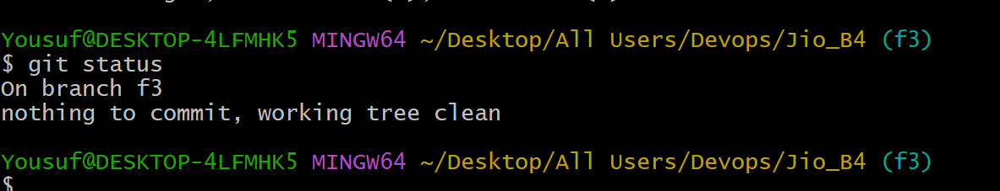 Yousuf@DESKTOP-4LFMHK5 MINGW64 ~/Desktop/All Users/Devops/Jio_B4 (f3)
$ git status
On branch f3
nothing to commit, working tree clean
Yousuf@DESKTOP-4LFMHK5 MINGW64 ~/Desktop/All Users/Devops/Jio_B4 (f3)
$